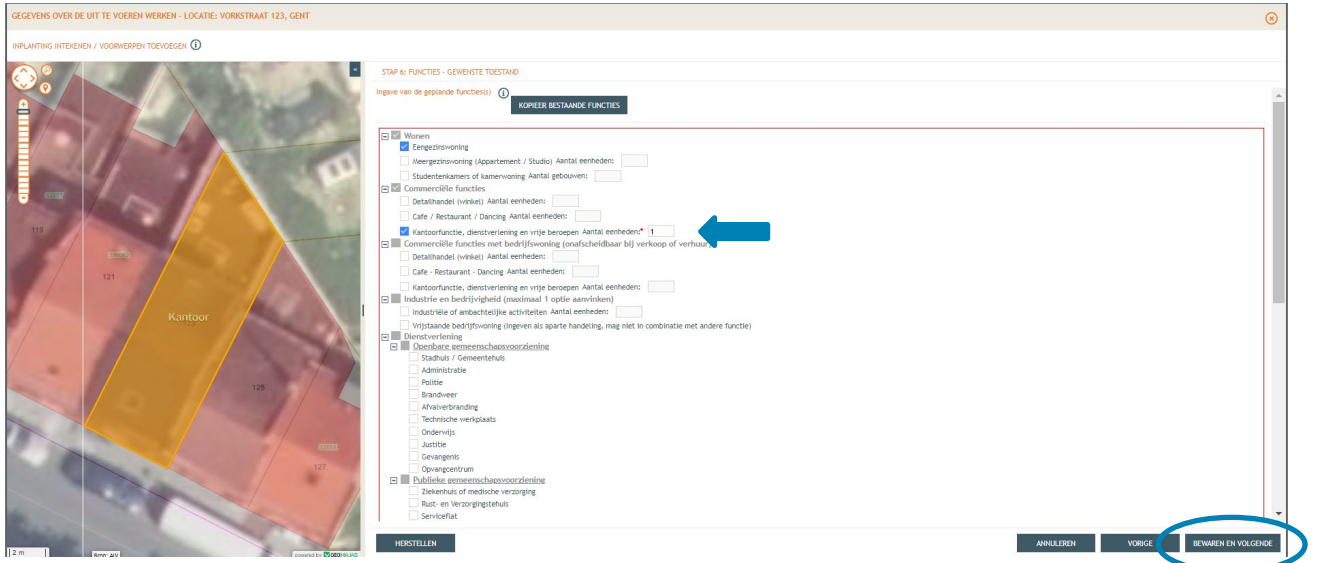 GEGEVENS OVER DE UIT TE VOEREN WERKEN - LOCATIE: VORKSTRAAT 123, GENT
INPLANTING INTEKENEN / VOORWERPEN TOEVOEGEN
STAP 6: FUNCTIES - GEWENSTE TOESTAND
Ingave van de geplande functies(s)
KOPIEER BESTAANDE FUNCTIES
Wonen
Eengezinswoning
Meergezinswoning (Appartement / Studio) Aantal eenheden:
Studentenkamers of kamerwoning Aantal gebouwen:
Commerciële functies
Detailhandel (winkel) Aantal eenheden:
Cafe / Restaurant / Dancing Aantal eenheden:
Kantoorfunctie, dienstverlening en vrije beroepen Aantal eenheden:* 1
Commerciële functies met bedrijfswoning (onafscheidbaar bij verkoop of verhuur)
Detailhandel (winkel) Aantal eenheden:
Cafe - Restaurant - Dancing Aantal eenheden:
Kantoorfunctie, dienstverlening en vrije beroepen Aantal eenheden:
Industrie en bedrijvigheid (maximaal 1 optie aanvinken)
Industriële of ambachtelijke activiteiten Aantal eenheden:
Vrijstaande bedrijfswoning (ingeven als aparte handeling, mag niet in combinatie met andere functie)
Dienstverlening
Openbare gemeenschapsvoorziening
Stadhuis / Gemeentehuis
Administratie
Politie
Brandweer
Afvalverbranding
Technische werkplaats
Onderwijs
Justitie
Gevangenis
Opvangcentrum
Publieke gemeenschapsvoorziening
Ziekenhuis of medische verzorging
Rust- en Verzorgingstehuis
Serviceflat
119
121
Kantoor
125
127
2 m
Bron: AIV
powered by GEOMAJAS
HERSTELLEN
ANNULEREN
VORIGE
BEWAREN EN VOLGENDE